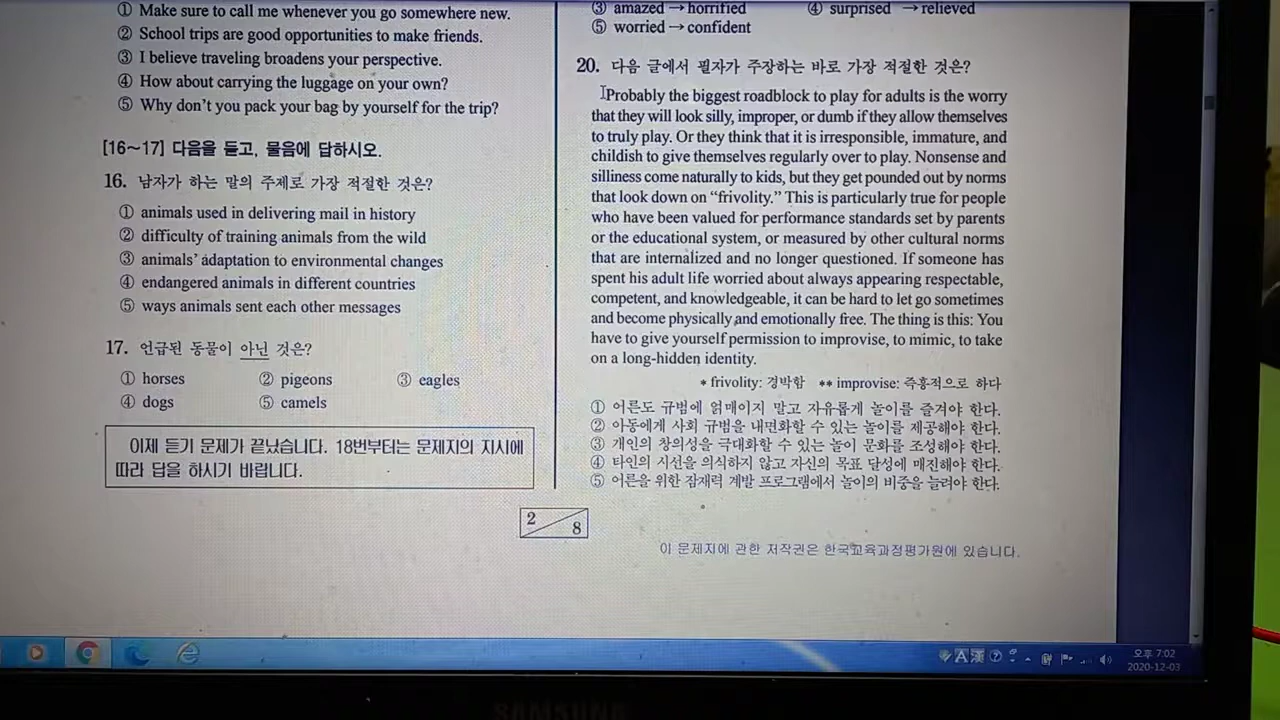 ① Make sure to call me whenever you go somewhere new.
② School trips are good opportunities to make friends.
③ I believe traveling broadens your perspective.
④ How about carrying the luggage on your own?
⑤ Why don't you pack your bag by yourself for the trip?
[16~17] 다음을 듣고, 물음에 답하시오.
16. 남자가 하는 말의 주제로 가장 적절한 것은?
① animals used in delivering mail in history
② difficulty of training animals from the wild
③ animals' adaptation to environmental changes
④ endangered animals in different countries
⑤ ways animals sent each other messages
17. 언급된 동물이 아닌 것은?
① horses ② pigeons ③ eagles
④ dogs ⑤ camels
이제 듣기 문제가 끝났습니다. 18번부터는 문제지의 지시에
따라 답을 하시기 바랍니다.
③ amazed → horrified ④ surprised → relieved
⑤ worried → confident
20. 다음 글에서 필자가 주장하는 바로 가장 적절한 것은?
Probably the biggest roadblock to play for adults is the worry
that they will look silly, improper, or dumb if they allow themselves
to truly play. Or they think that it is irresponsible, immature, and
childish to give themselves regularly over to play. Nonsense and
silliness come naturally to kids, but they get pounded out by norms
that look down on “frivolity.” This is particularly true for people
who have been valued for performance standards set by parents
or the educational system, or measured by other cultural norms
that are internalized and no longer questioned. If someone has
spent his adult life worried about always appearing respectable,
competent, and knowledgeable, it can be hard to let go sometimes
and become physically and emotionally free. The thing is this: You
have to give yourself permission to improvise, to mimic, to take
on a long-hidden identity.
* frivolity: 경박함 ** improvise: 즉흥적으로 하다
① 어른도 규범에 얽매이지 말고 자유롭게 놀이를 즐겨야 한다.
② 아동에게 사회 규범을 내면화할 수 있는 놀이를 제공해야 한다.
③ 개인의 창의성을 극대화할 수 있는 놀이 문화를 조성해야 한다.
④ 타인의 시선을 의식하지 않고 자신의 목표 달성에 매진해야 한다.
⑤ 어른을 위한 잠재력 계발 프로그램에서 놀이의 비중을 늘려야 한다.
2
8
이 문제지에 관한 저작권은 한국교육과정평가원에 있습니다.
A漢
오후 7:02
2020-12-03
SAMSUNG